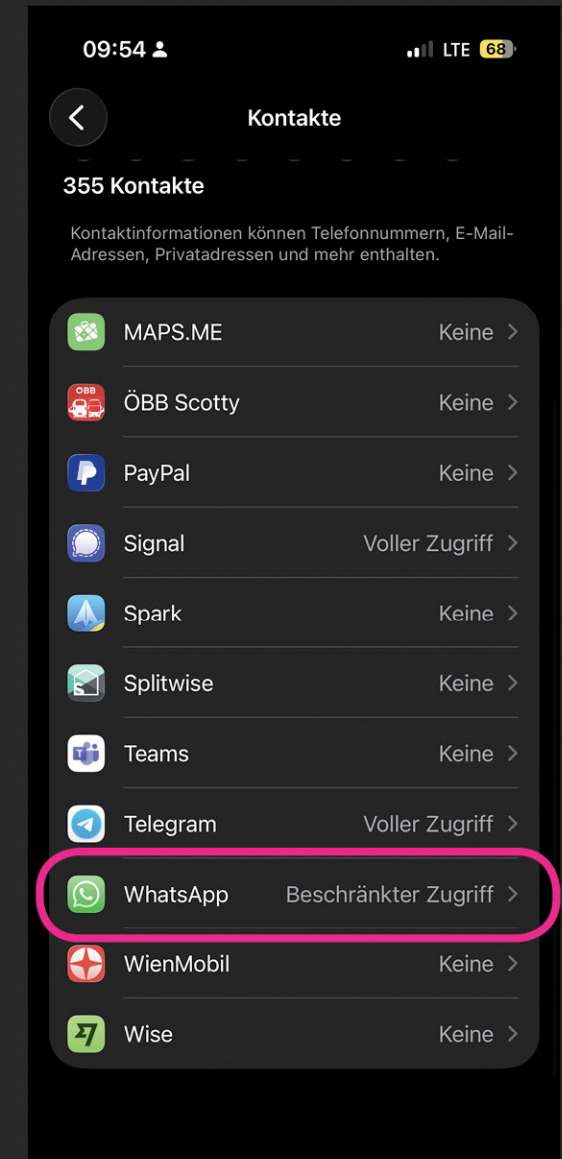 09:54
LTE 68
Kontakte
355 Kontakte
Kontaktinformationen können Telefonnummern, E-Mail-
Adressen, Privatadressen und mehr enthalten.
MAPS.ME Keine
ÖBB
ÖBB Scotty Keine
PayPal Keine
Signal Voller Zugriff
Spark Keine
S
Splitwise Keine
T
Teams Keine
Telegram Voller Zugriff
WhatsApp Beschränkter Zugriff
WienMobil Keine
Wise Keine